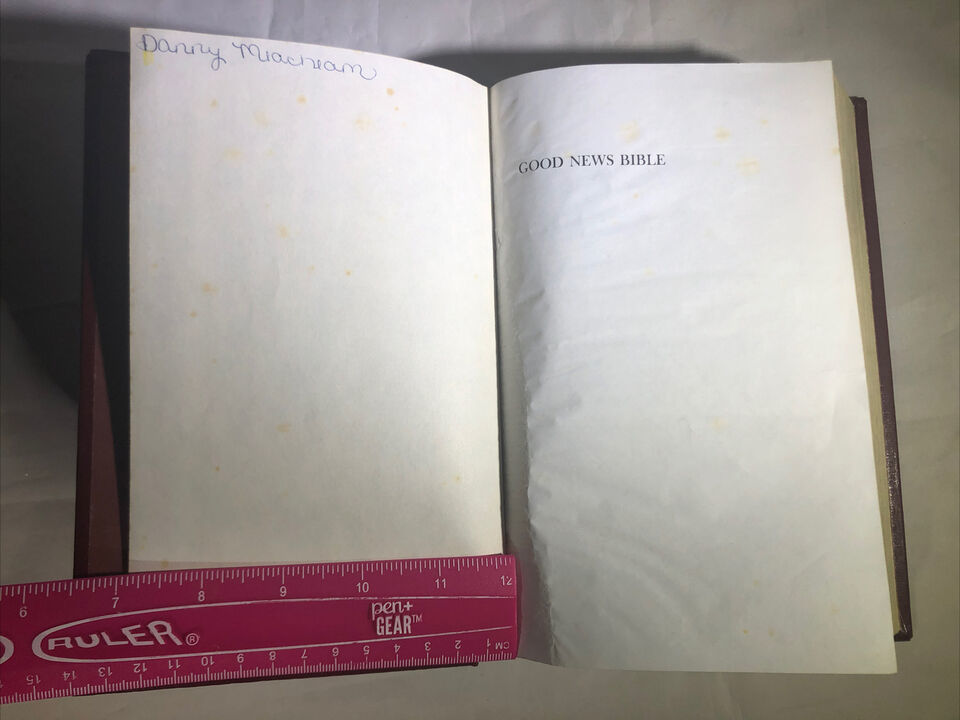 Danny
GOOD NEWS BIBLE
6 7 8 9 10 11 12
RULER®
pen+
GEAR™
CM 1 2 3 4 5 6 7 8 9 10 11 12 13 14 15